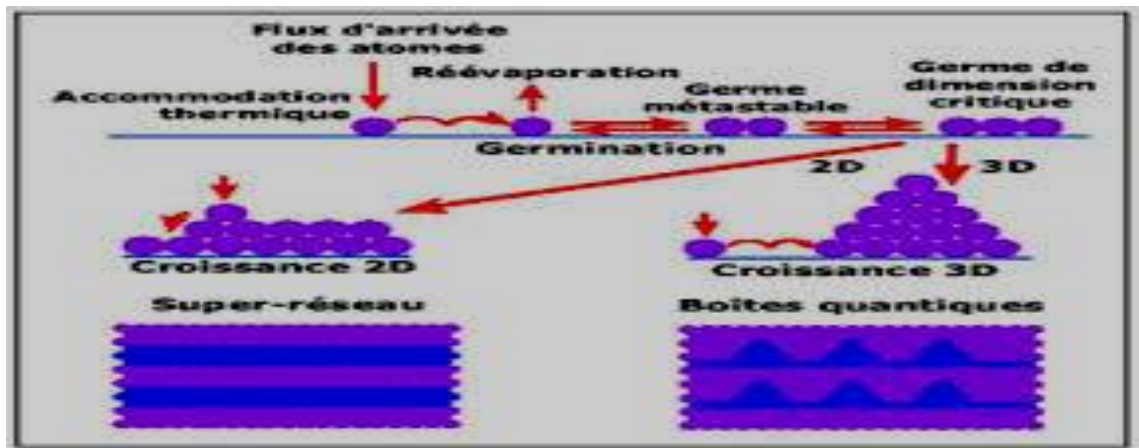 Flux d'arrivée
des atomes
Réévaporation
Accommodation
thermique
Germe
métastable
Germe de
dimension
critique
Germination
2D
3D
Croissance 2D
Croissance 3D
Super-réseau
Boîtes quantiques